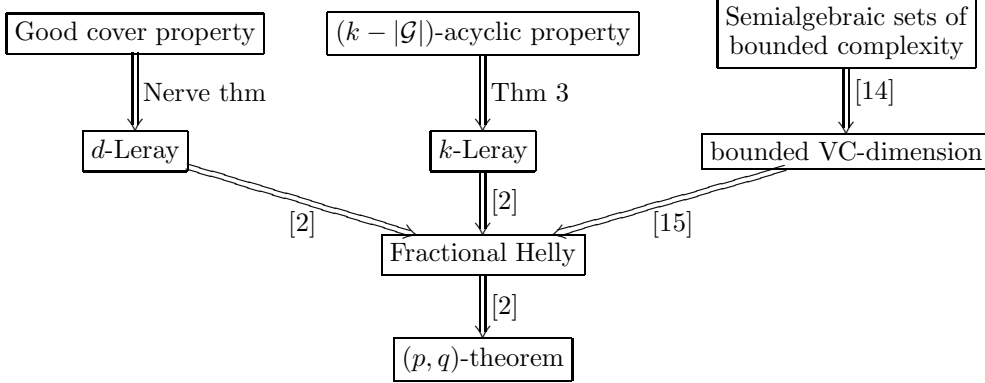 Good cover property
(k − |𝒢|)-acyclic property
Semialgebraic sets of
bounded complexity
Nerve thm
Thm 3
[14]
d-Leray
k-Leray
bounded VC-dimension
[2]
[2]
[15]
Fractional Helly
[2]
(p, q)-theorem